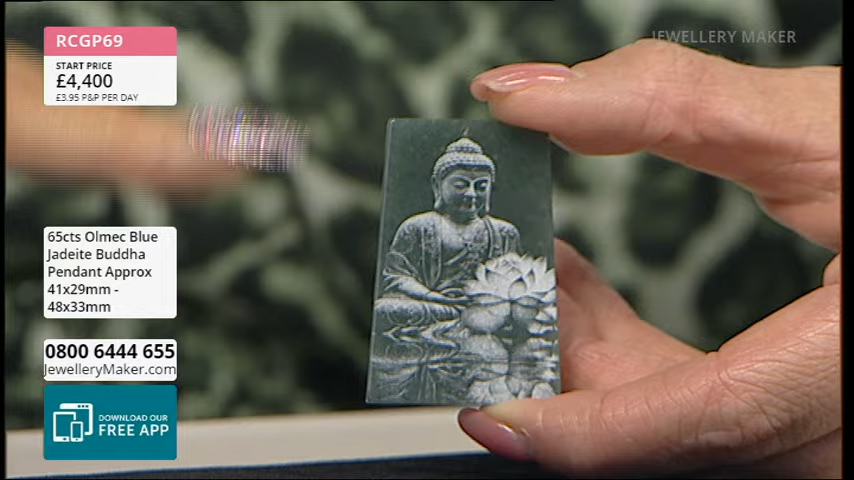 RCGP69
START PRICE
£4,400
£3.95 P&P PER DAY
JEWELLERY MAKER
65cts Olmec Blue
Jadeite Buddha
Pendant Approx
41x29mm -
48x33mm
0800 6444 655
JewelleryMaker.com
DOWNLOAD OUR
FREE APP